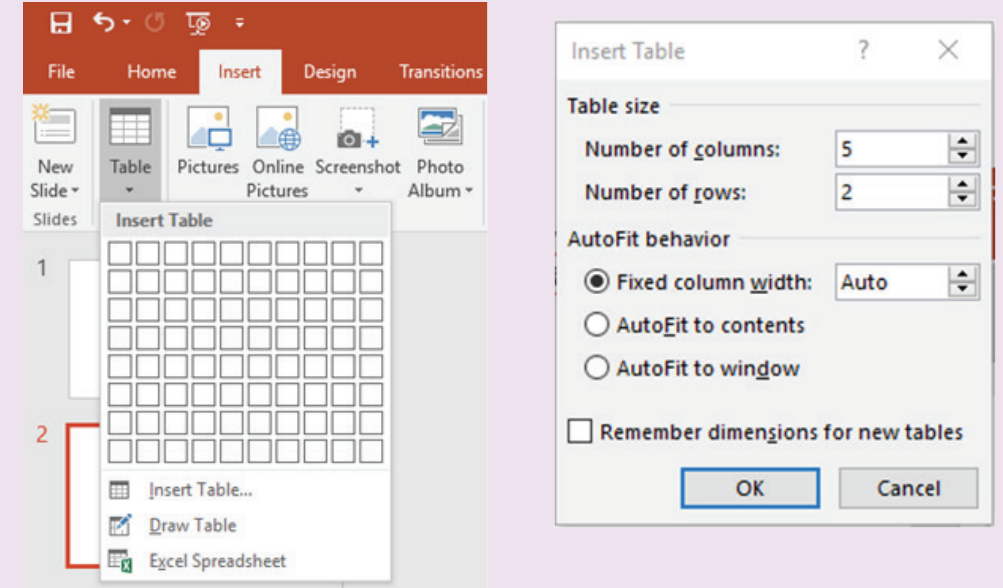 File Home Insert Design Transitions
New Slide Table Pictures Online Pictures Screenshot Photo Album
Slides
Insert Table
1
2
Insert Table...
Draw Table
Excel Spreadsheet
Insert Table ?
Table size
Number of columns: 5
Number of rows: 2
AutoFit behavior
Fixed column width: Auto
AutoFit to contents
AutoFit to window
Remember dimensions for new tables
OK Cancel